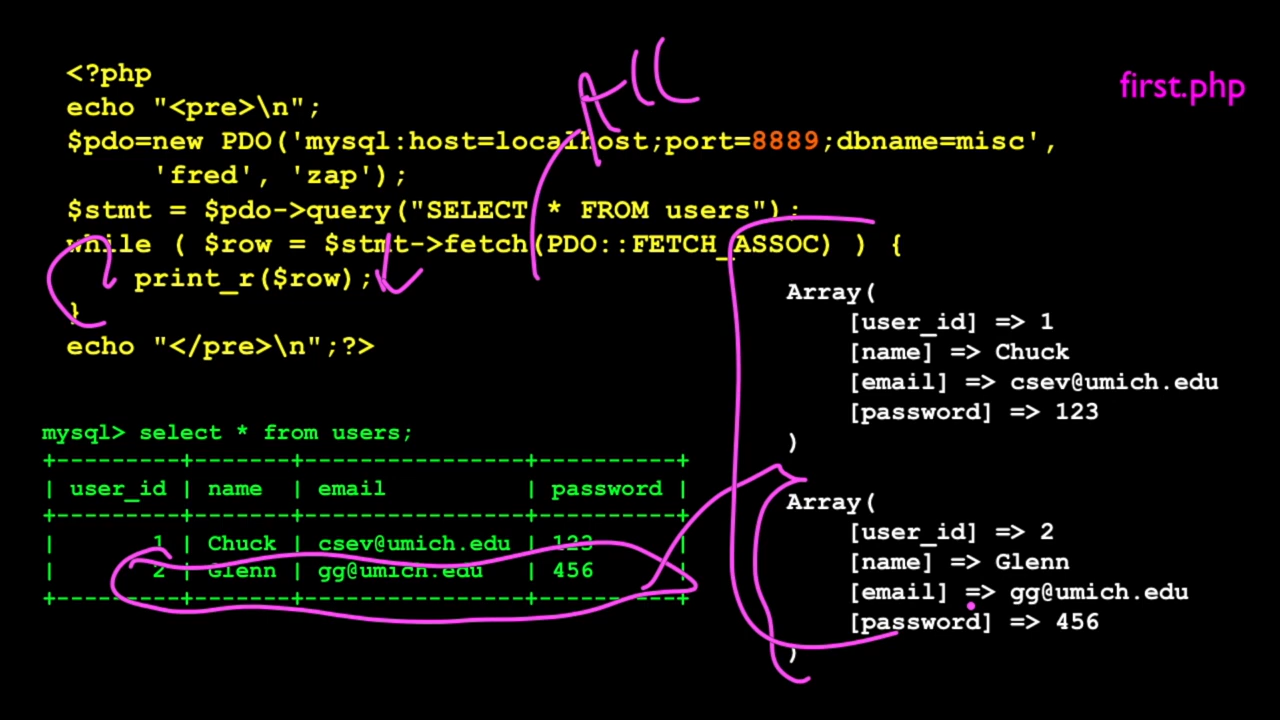 <?php
echo "<pre>\n";
$pdo=new PDO('mysql:host=localhost;port=8889;dbname=misc',
'fred', 'zap');
$stmt = $pdo->query("SELECT * FROM users");
while ( $row = $stmt->fetch(PDO::FETCH_ASSOC) ) {
print_r($row);
}
echo "</pre>\n";?>
All
first.php
mysql> select * from users;
+---------+-------+---------------+----------+
| user_id | name | email | password |
+---------+-------+---------------+----------+
| 1 | Chuck | csev@umich.edu | 123 |
| 2 | Glenn | gg@umich.edu | 456 |
+---------+-------+---------------+----------+
Array(
[user_id] => 1
[name] => Chuck
[email] => csev@umich.edu
[password] => 123
)
Array(
[user_id] => 2
[name] => Glenn
[email] => gg@umich.edu
[password] => 456
)